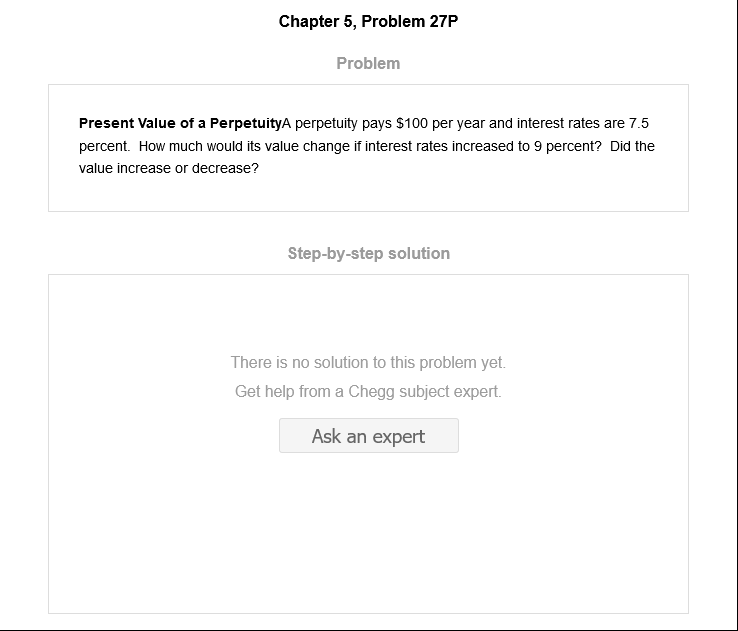 Chapter 5, Problem 27P
Problem
Present Value of a PerpetuityA perpetuity pays $100 per year and interest rates are 7.5
percent.  How much would its value change if interest rates increased to 9 percent?  Did the
value increase or decrease?
Step-by-step solution
There is no solution to this problem yet.
Get help from a Chegg subject expert.
Ask an expert